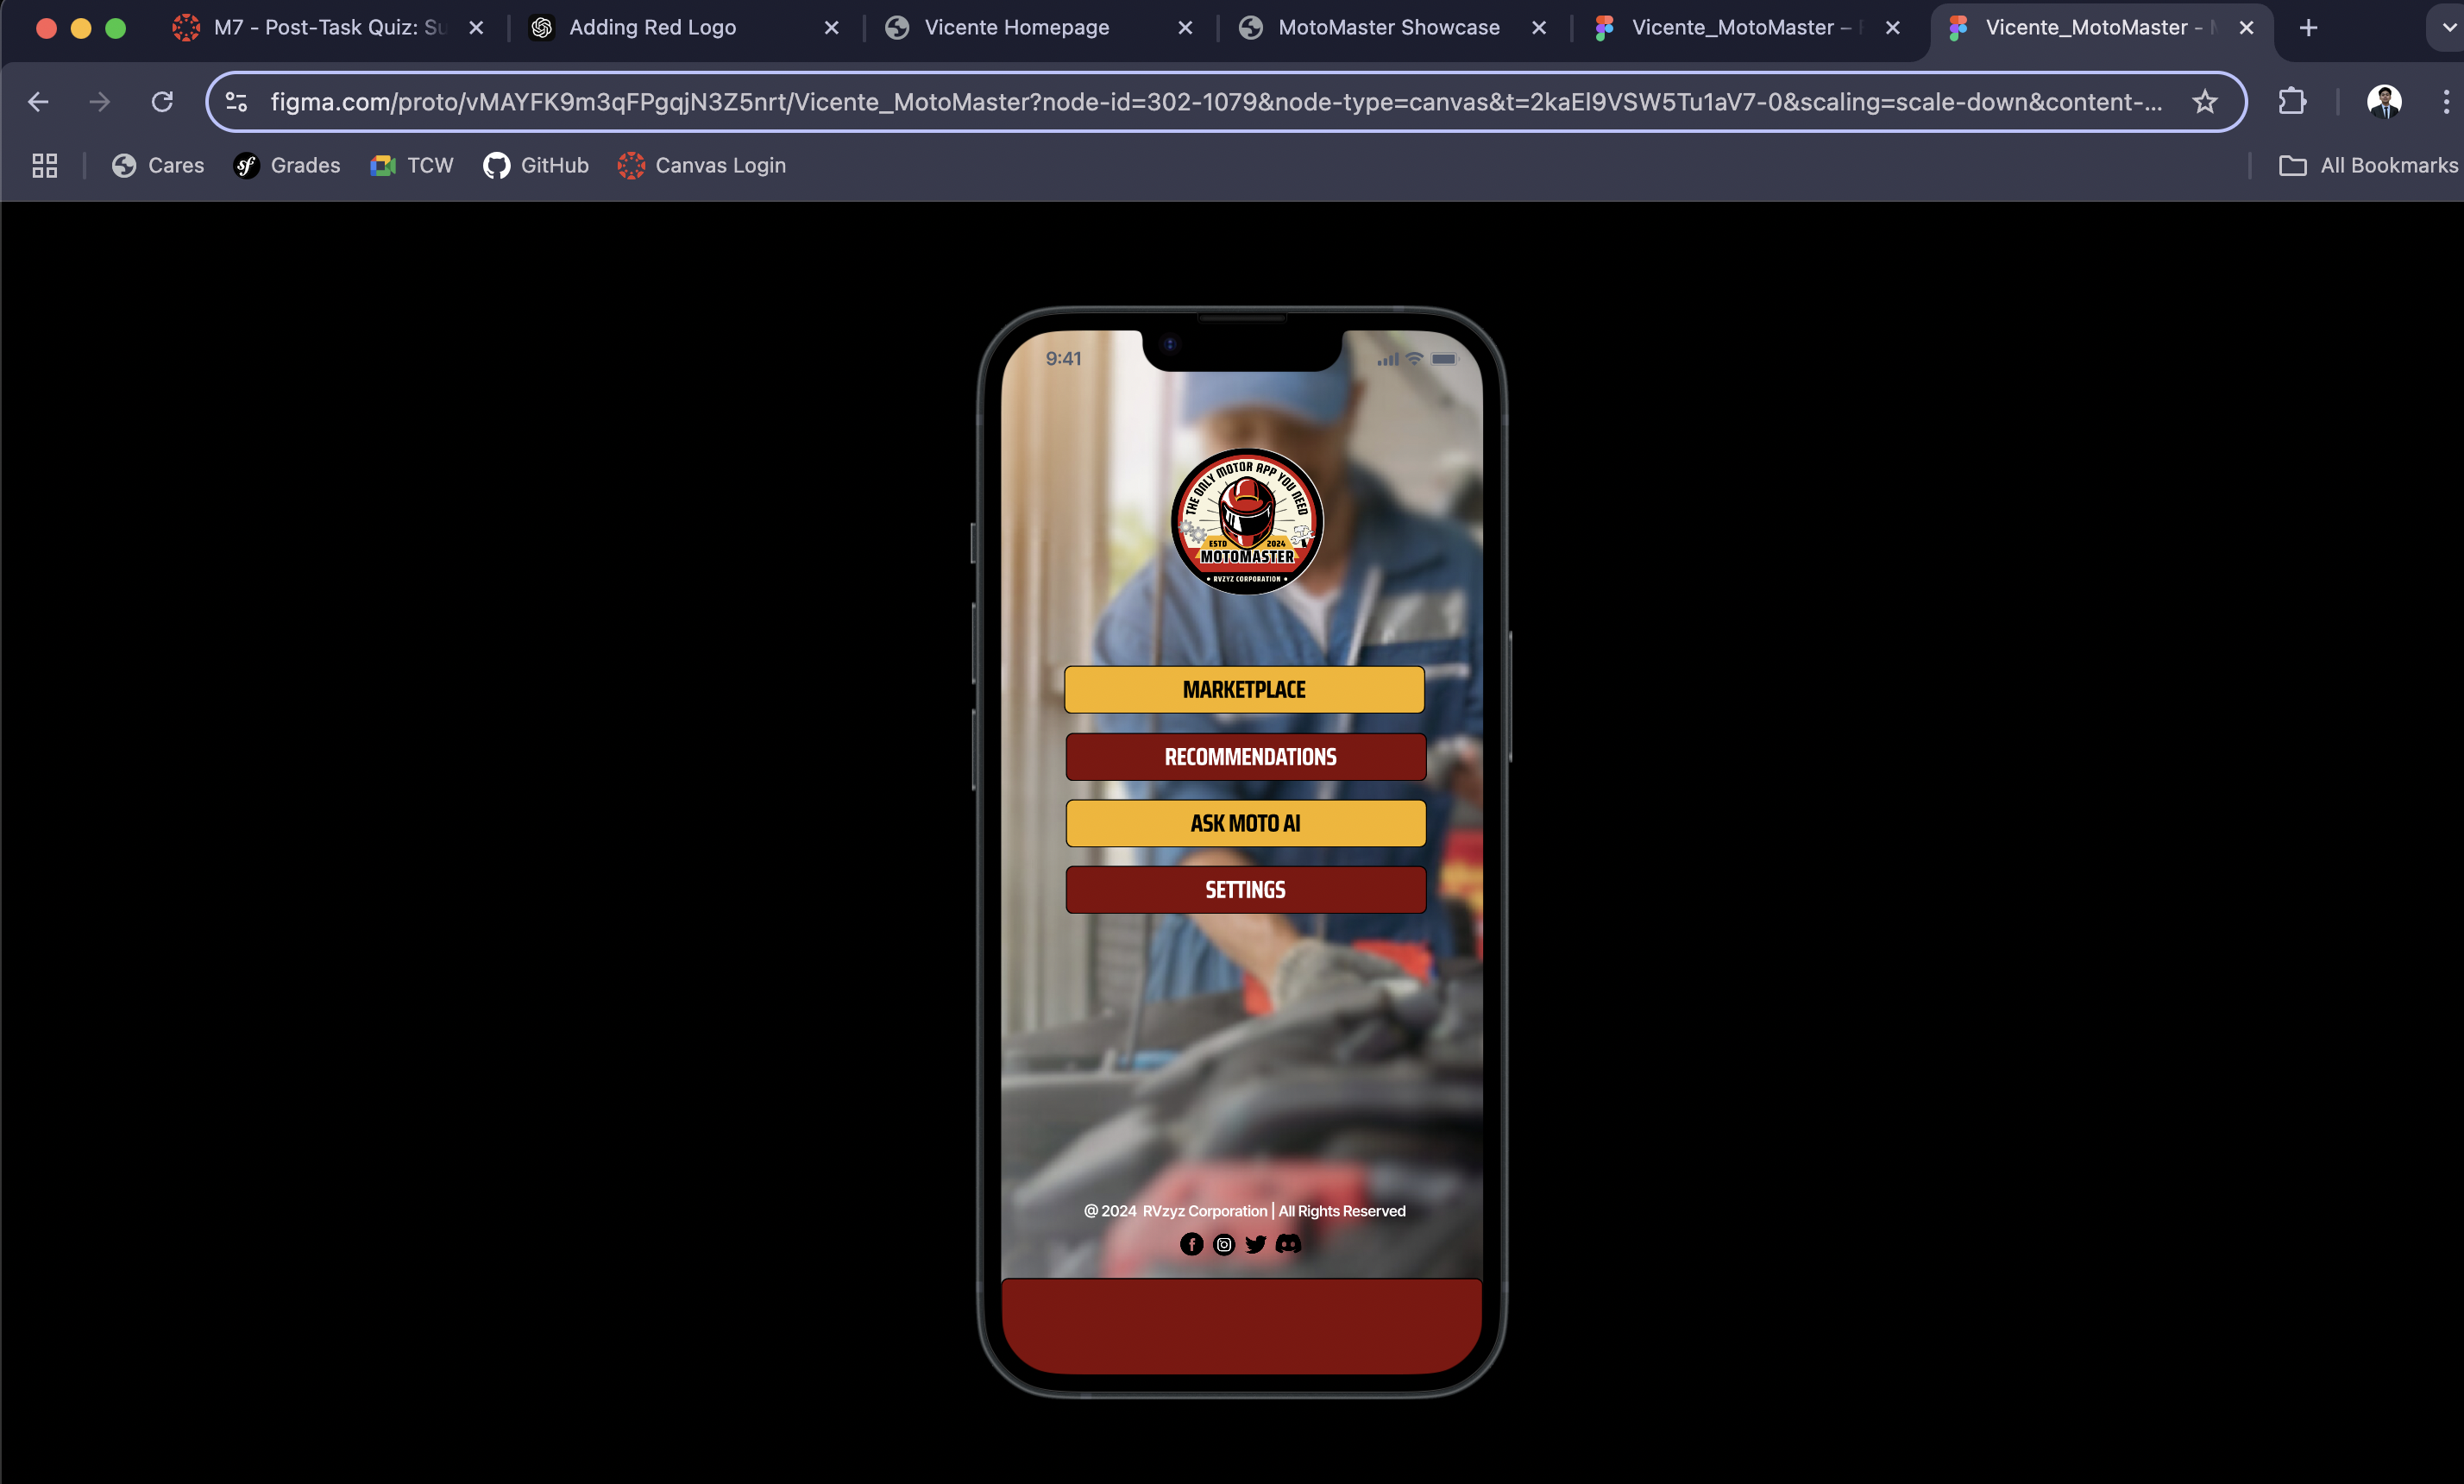 M7 - Post-Task Quiz: Su
Adding Red Logo
Vicente Homepage
MotoMaster Showcase
Vicente_MotoMaster –
Vicente_MotoMaster -
figma.com/proto/vMAYFK9m3qFPgqjN3Z5nrt/Vicente_MotoMaster?node-id=302-1079&node-type=canvas&t=2kaEl9VSW5Tu1aV7-0&scaling=scale-down&content-...
Cares
Grades
TCW
GitHub
Canvas Login
All Bookmarks
9:41
THE ONLY MOTOR APP YOU NEED
ESTD 2024
MOTOMASTER
• RVZYZ CORPORATION •
MARKETPLACE
RECOMMENDATIONS
ASK MOTO AI
SETTINGS
@ 2024 RVzyz Corporation | All Rights Reserved